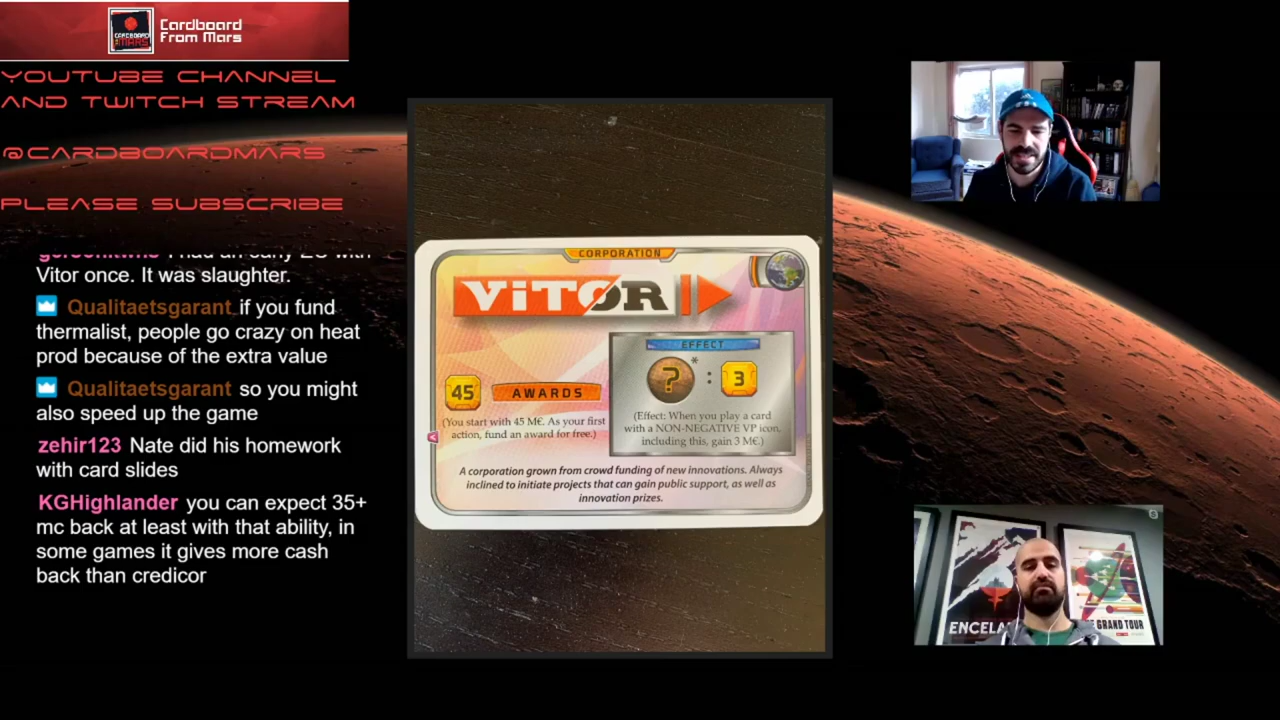 Cardboard
From Mars
CARDBOARD
MARS
YOUTUBE CHANNEL
AND TWITCH STREAM
@CARDBOARDMARS
PLEASE SUBSCRIBE
Vitor once. It was slaughter.
Qualitaetsgarant if you fund
thermalist, people go crazy on heat
prod because of the extra value
Qualitaetsgarant so you might
also speed up the game
zehir123 Nate did his homework
with card slides
KGHighlander you can expect 35+
mc back at least with that ability, in
some games it gives more cash
back than credicor
CORPORATION
ViTOR
EFFECT
? * : 3
45 AWARDS
(You start with 45 M€. As your first
action, fund an award for free.)
(Effect: When you play a card
with a NON-NEGATIVE VP icon,
including this, gain 3 M€.)
A corporation grown from crowd funding of new innovations. Always
inclined to initiate projects that can gain public support, as well as
innovation prizes.
GRAND TOUR